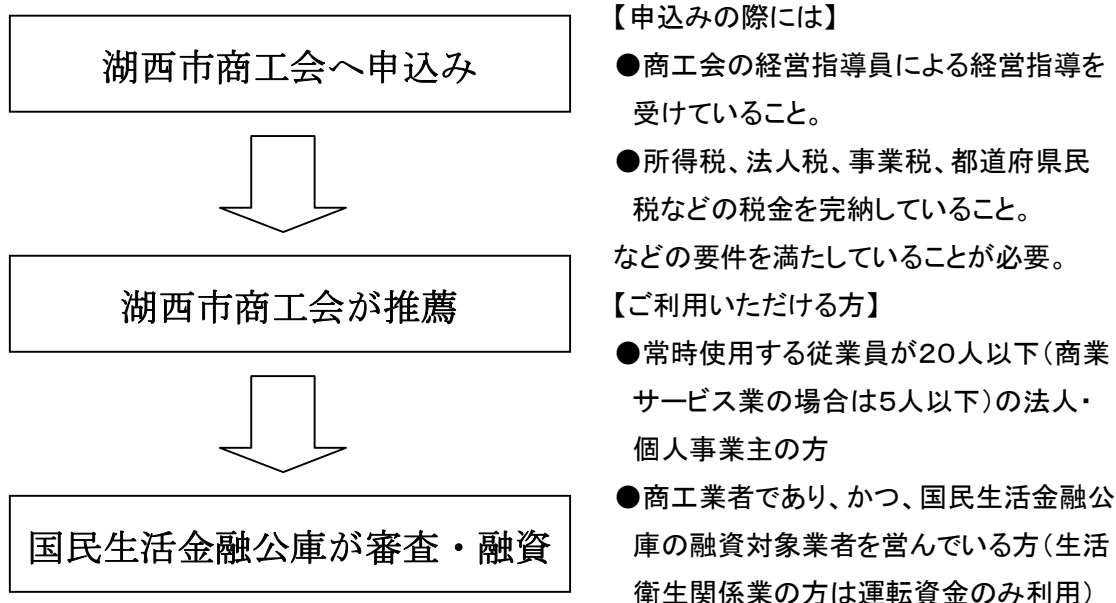 湖西市商工会へ申込み
湖西市商工会が推薦
国民生活金融公庫が審査・融資
【申込みの際には】
●商工会の経営指導員による経営指導を
受けていること。
●所得税、法人税、事業税、都道府県民
税などの税金を完納していること。
などの要件を満たしていることが必要。
【ご利用いただける方】
●常時使用する従業員が20人以下(商業
サービス業の場合は5人以下)の法人・
個人事業主の方
●商工業者であり、かつ、国民生活金融公
庫の融資対象業者を営んでいる方(生活
衛生関係業の方は運転資金のみ利用)